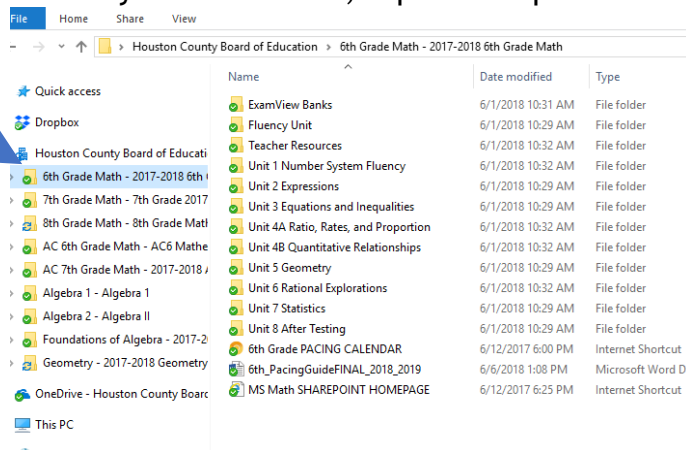 File Home Share View
Houston County Board of Education > 6th Grade Math - 2017-2018 6th Grade Math
Name Date modified Type
Quick access
Dropbox
Houston County Board of Educati
6th Grade Math - 2017-2018 6th
7th Grade Math - 7th Grade 2017
8th Grade Math - 8th Grade Math
AC 6th Grade Math - AC6 Mathe
AC 7th Grade Math - 2017-2018
Algebra 1 - Algebra 1
Algebra 2 - Algebra II
Foundations of Algebra - 2017-2
Geometry - 2017-2018 Geometry
OneDrive - Houston County Board
This PC
ExamView Banks 6/1/2018 10:31 AM File folder
Fluency Unit 6/1/2018 10:29 AM File folder
Teacher Resources 6/1/2018 10:32 AM File folder
Unit 1 Number System Fluency 6/1/2018 10:32 AM File folder
Unit 2 Expressions 6/1/2018 10:29 AM File folder
Unit 3 Equations and Inequalities 6/1/2018 10:29 AM File folder
Unit 4A Ratio, Rates, and Proportion 6/1/2018 10:32 AM File folder
Unit 4B Quantitative Relationships 6/1/2018 10:32 AM File folder
Unit 5 Geometry 6/1/2018 10:29 AM File folder
Unit 6 Rational Explorations 6/1/2018 10:32 AM File folder
Unit 7 Statistics 6/1/2018 10:29 AM File folder
Unit 8 After Testing 6/1/2018 10:29 AM File folder
6th Grade PACING CALENDAR 6/12/2017 6:00 PM Internet Shortcut
6th_PacingGuideFINAL_2018_2019 6/6/2018 1:08 PM Microsoft Word D
MS Math SHAREPOINT HOMEPAGE 6/12/2017 6:25 PM Internet Shortcut